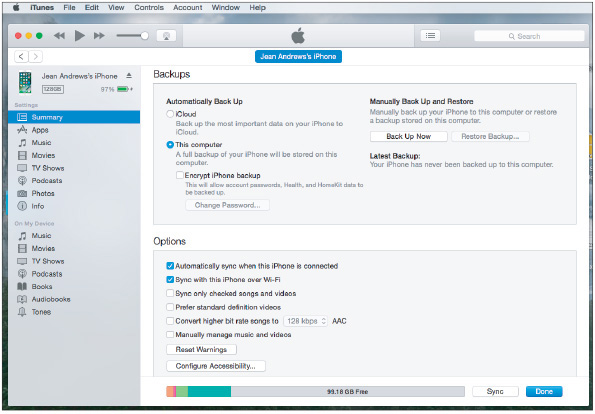 iTunes File Edit View Controls Account Window Help
Search
Jean Andrews's iPhone
Jean Andrews's iPhone
128GB 97%
Settings
Summary
Apps
Music
Movies
TV Shows
Podcasts
Photos
Info
On My Device
Music
Movies
TV Shows
Podcasts
Books
Audiobooks
Tones
Backups
Automatically Back Up
iCloud
Back up the most important data on your iPhone to
iCloud.
This computer
A full backup of your iPhone will be stored on this
computer.
Encrypt iPhone backup
This will allow account passwords, Health, and HomeKit data to
be backed up.
Change Password...
Manually Back Up and Restore
Manually back up your iPhone to this computer or restore
a backup stored on this computer.
Back Up Now Restore Backup...
Latest Backup:
Your iPhone has never been backed up to this computer.
Options
Automatically sync when this iPhone is connected
Sync with this iPhone over Wi-Fi
Sync only checked songs and videos
Prefer standard definition videos
Convert higher bit rate songs to 128 kbps AAC
Manually manage music and videos
Reset Warnings
Configure Accessibility...
99.18 GB Free Sync Done